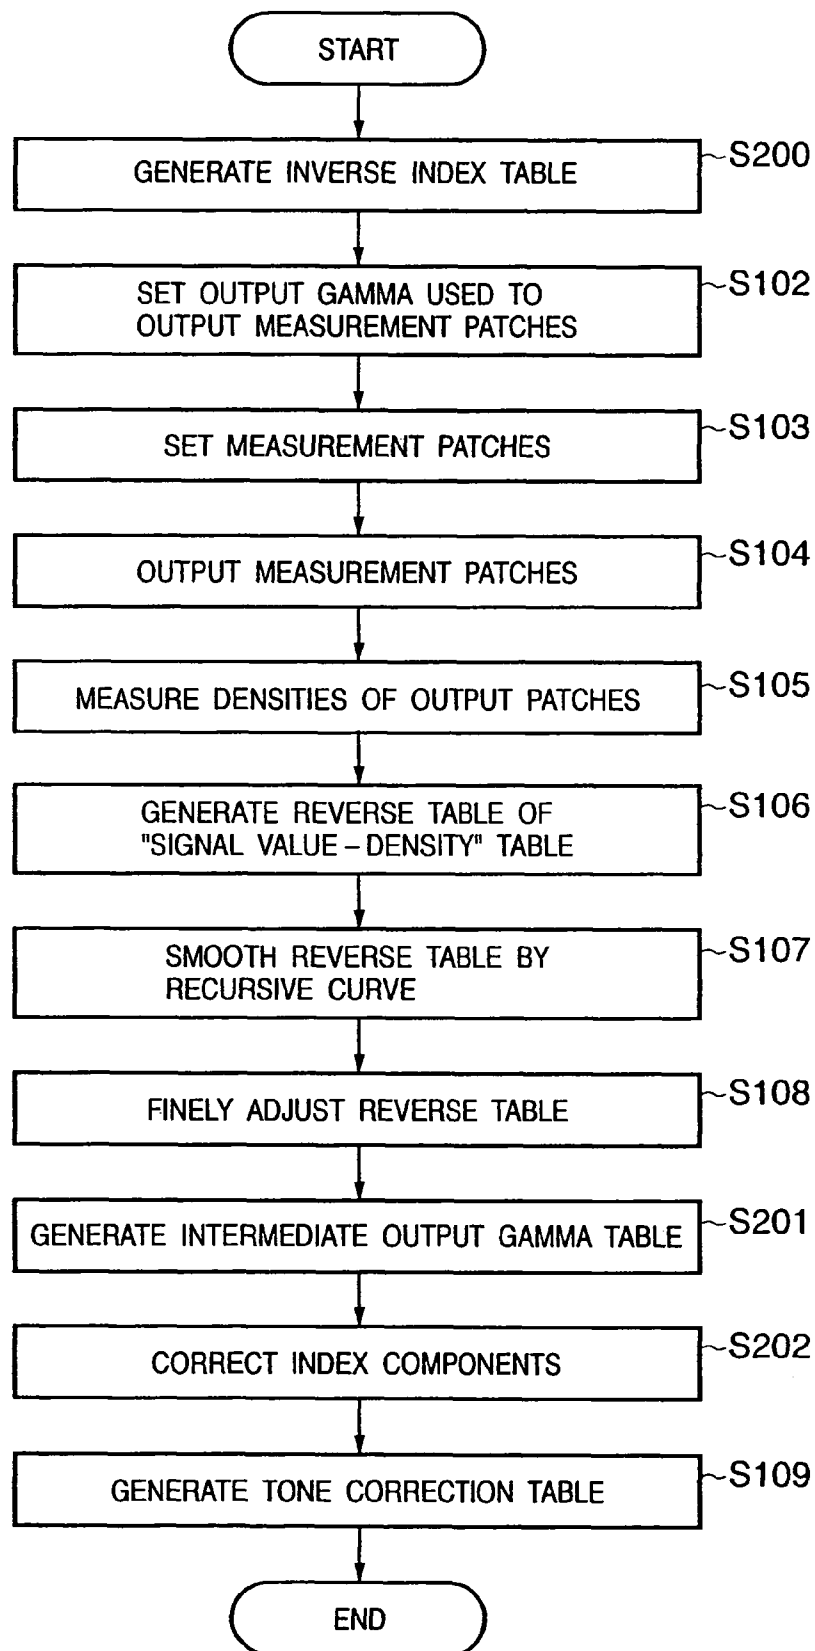 START
GENERATE INVERSE INDEX TABLE
S200
SET OUTPUT GAMMA USED TO
OUTPUT MEASUREMENT PATCHES
S102
SET MEASUREMENT PATCHES
S103
OUTPUT MEASUREMENT PATCHES
S104
MEASURE DENSITIES OF OUTPUT PATCHES
S105
GENERATE REVERSE TABLE OF
"SIGNAL VALUE – DENSITY" TABLE
S106
SMOOTH REVERSE TABLE BY
RECURSIVE CURVE
S107
FINELY ADJUST REVERSE TABLE
S108
GENERATE INTERMEDIATE OUTPUT GAMMA TABLE
S201
CORRECT INDEX COMPONENTS
S202
GENERATE TONE CORRECTION TABLE
S109
END